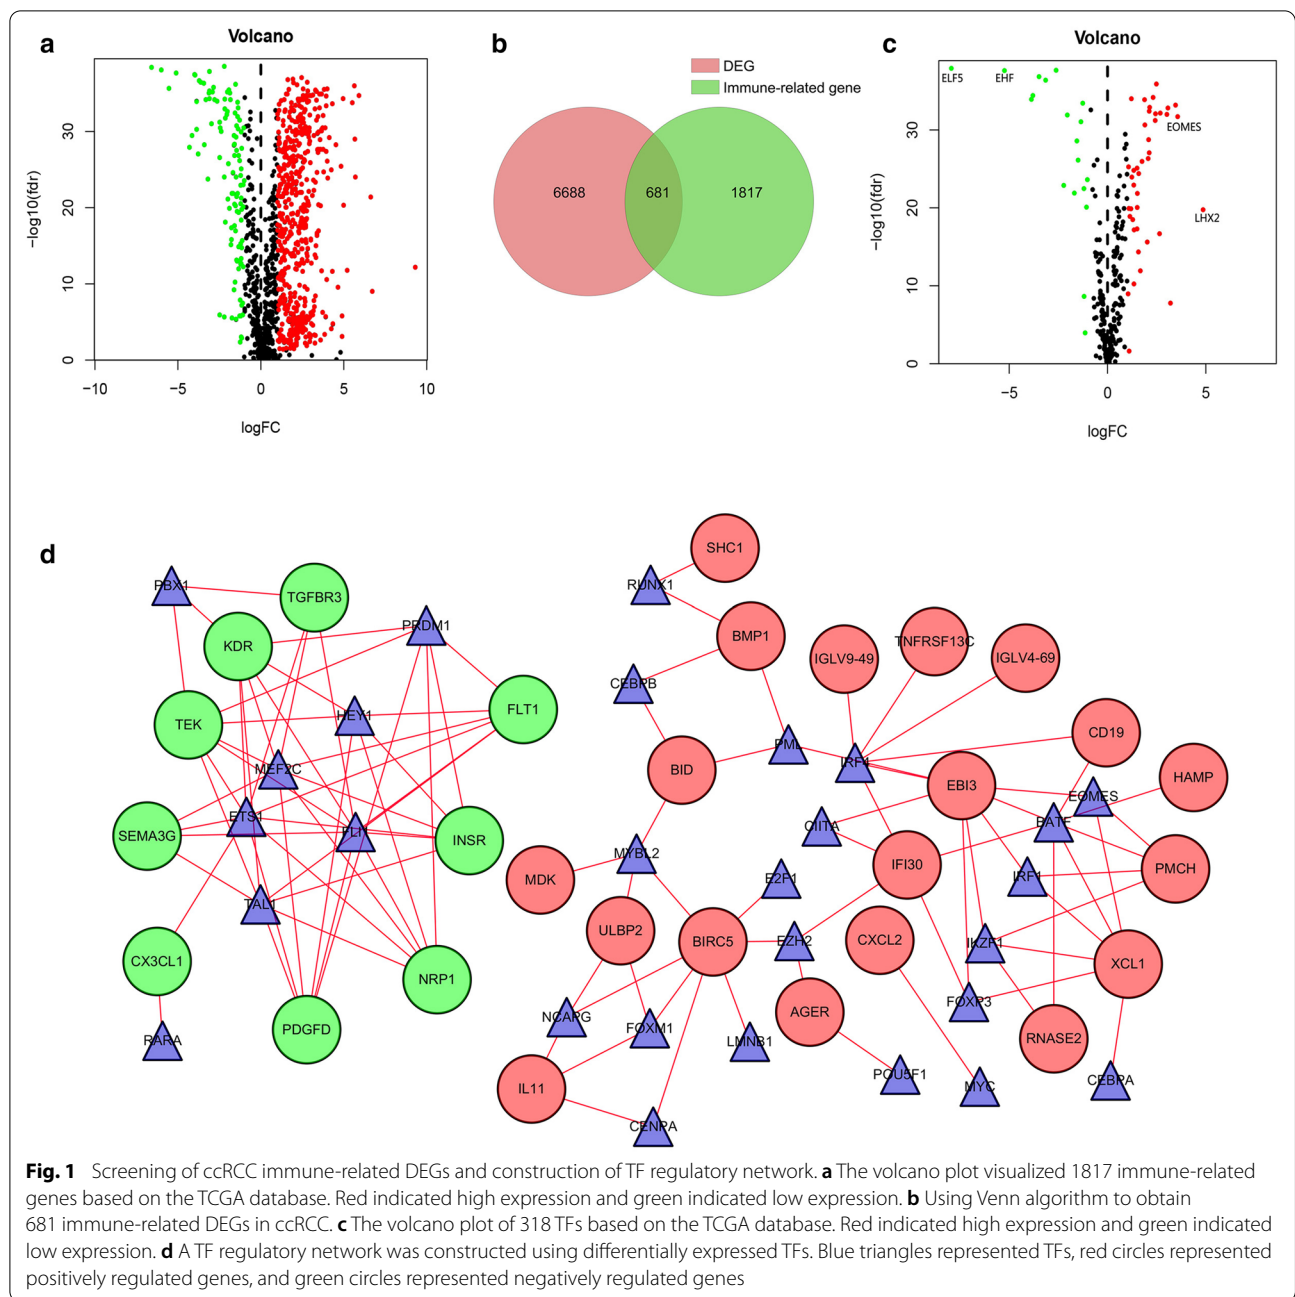 a
Volcano
−log10(fdr)
30
20
10
0
−10
−5
0
5
10
logFC
b
DEG
Immune-related gene
6688
681
1817
c
Volcano
ELF5
EHF
EOMES
LHX2
−log10(fdr)
30
20
10
0
−5
0
5
logFC
d
PBX1
TGFBR3
KDR
PRDM1
TEK
HEY1
FLT1
MEF2C
SEMA3G
ETS1
FLI1
INSR
TAL1
CX3CL1
NRP1
RARA
PDGFD
SHC1
RUNX1
BMP1
IGLV9-49
TNFRSF13C
IGLV4-69
CEBPB
PML
IRF4
CD19
BID
EBI3
EOMES
HAMP
CIITA
BATF
MYBL2
IFI30
IRF1
PMCH
MDK
E2F1
ULBP2
BIRC5
EZH2
CXCL2
IKZF1
XCL1
NCAPG
FOXM1
LMNB1
AGER
FOXP3
RNASE2
IL11
POU5F1
MYC
CEBPA
CENPA
Fig. 1 Screening of ccRCC immune-related DEGs and construction of TF regulatory network. a The volcano plot visualized 1817 immune-related
genes based on the TCGA database. Red indicated high expression and green indicated low expression. b Using Venn algorithm to obtain
681 immune-related DEGs in ccRCC. c The volcano plot of 318 TFs based on the TCGA database. Red indicated high expression and green indicated
low expression. d A TF regulatory network was constructed using differentially expressed TFs. Blue triangles represented TFs, red circles represented
positively regulated genes, and green circles represented negatively regulated genes